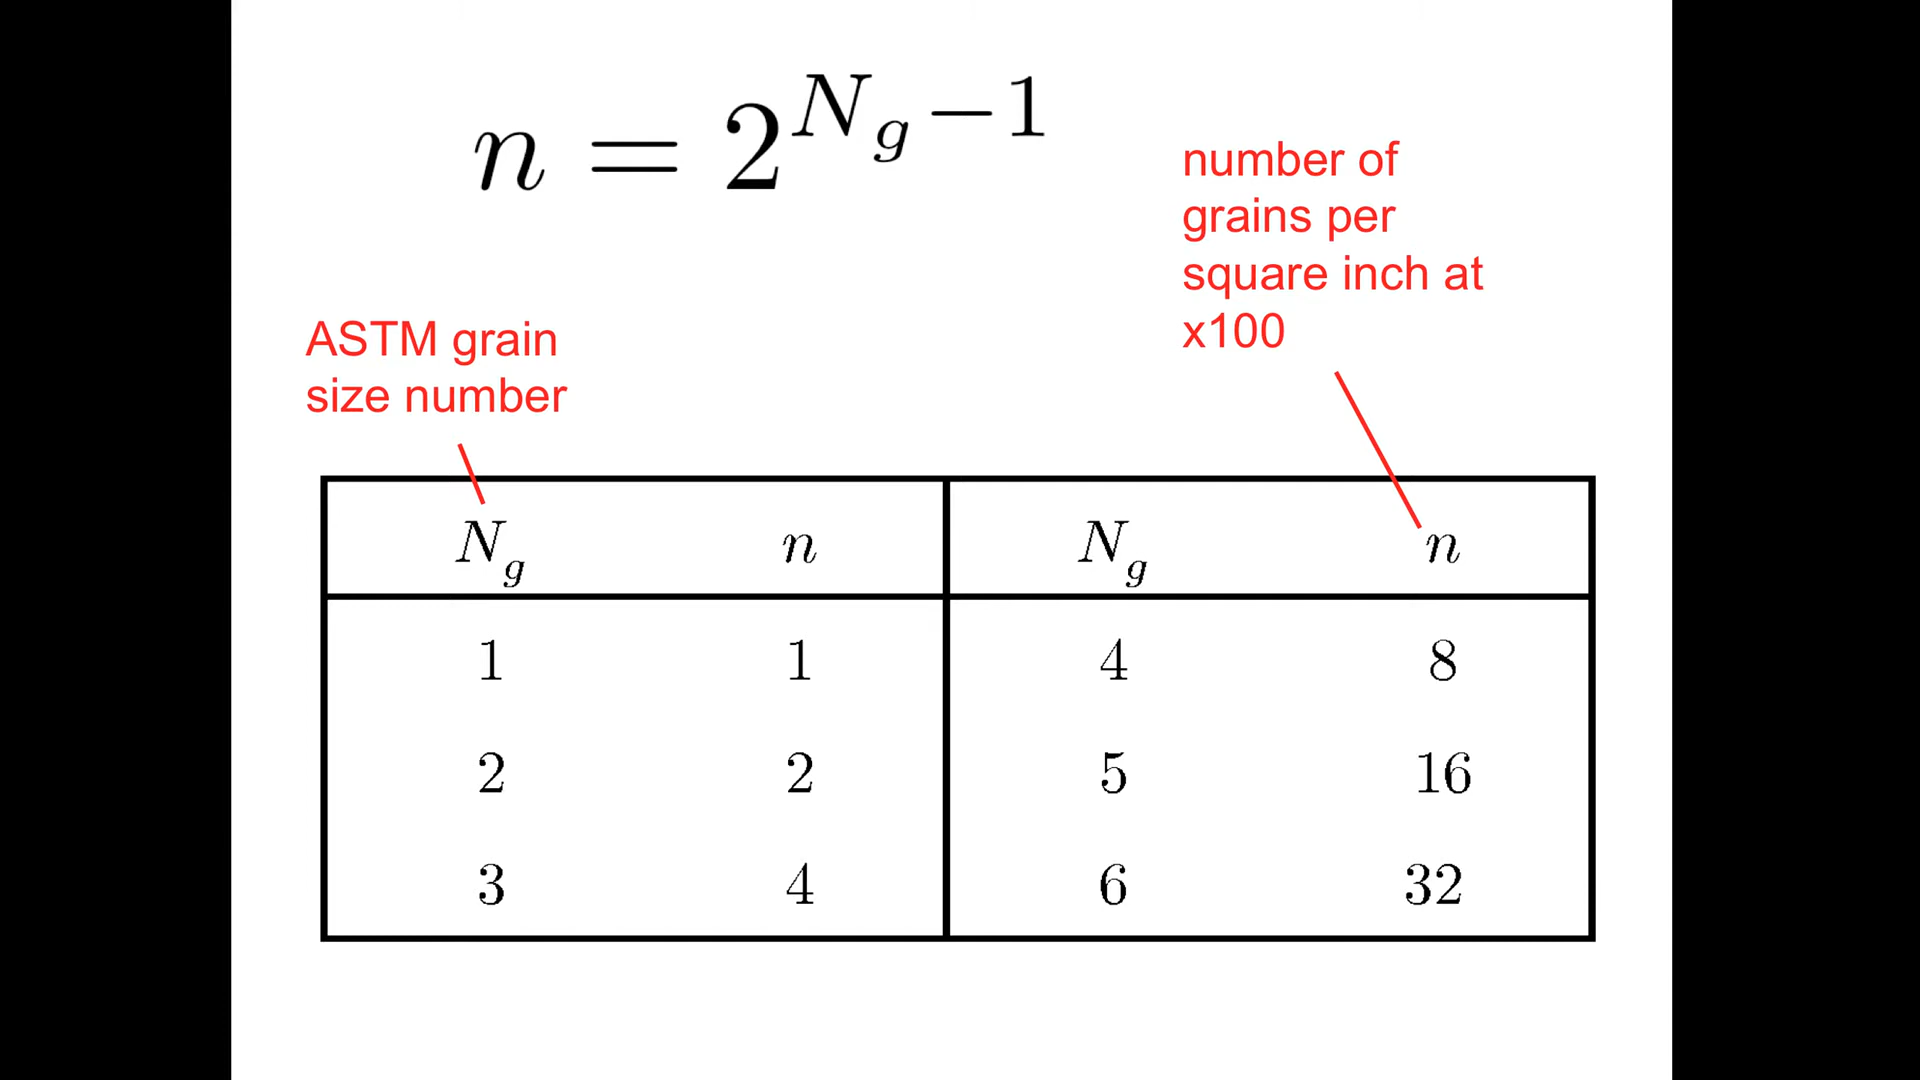 n = 2^{N_g - 1}
number of
grains per
square inch at
x100
ASTM grain
size number
N_g n N_g n
1 1 4 8
2 2 5 16
3 4 6 32